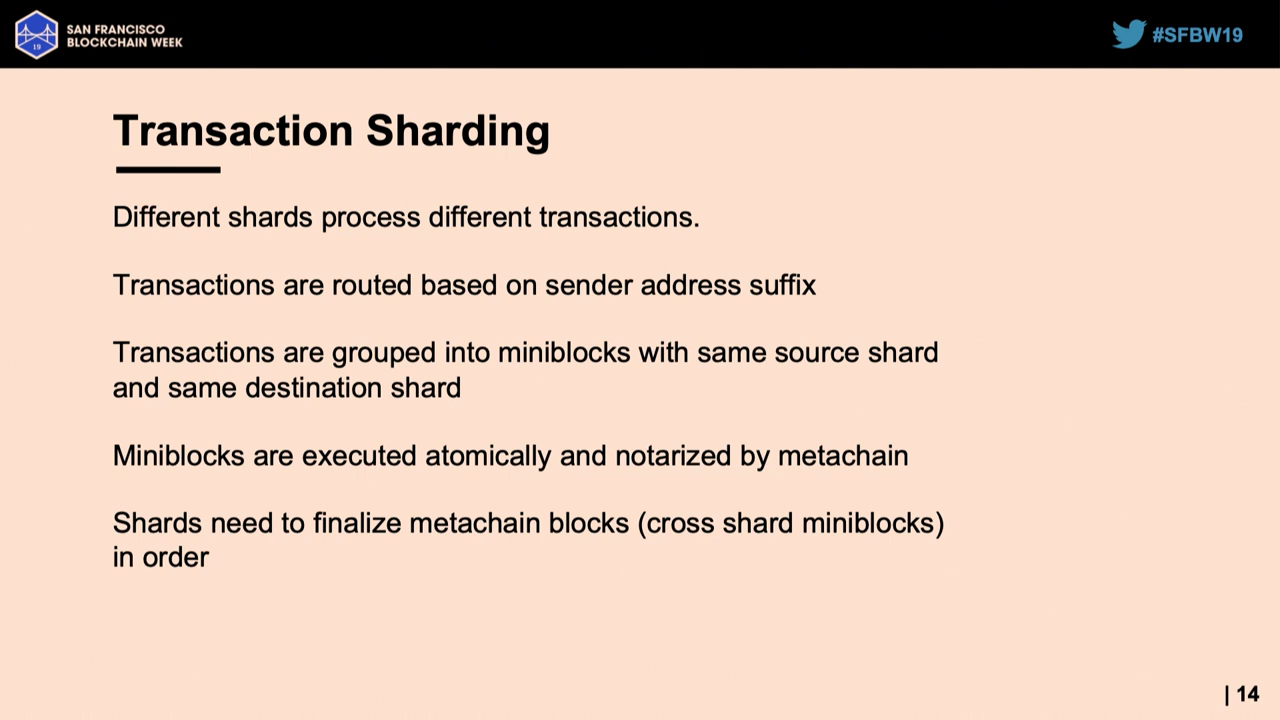 SAN FRANCISCO
BLOCKCHAIN WEEK
19
#SFBW19
Transaction Sharding
Different shards process different transactions.
Transactions are routed based on sender address suffix
Transactions are grouped into miniblocks with same source shard
and same destination shard
Miniblocks are executed atomically and notarized by metachain
Shards need to finalize metachain blocks (cross shard miniblocks)
in order
| 14